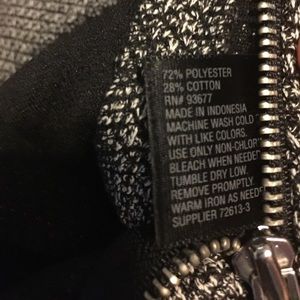 72% POLYESTER
28% COTTON
RN# 93677
MADE IN INDONESIA
MACHINE WASH COLD
WITH LIKE COLORS.
USE ONLY NON-CHLOR
BLEACH WHEN NEEDE
TUMBLE DRY LOW.
REMOVE PROMPTLY.
WARM IRON AS NEED
SUPPLIER 72613-3